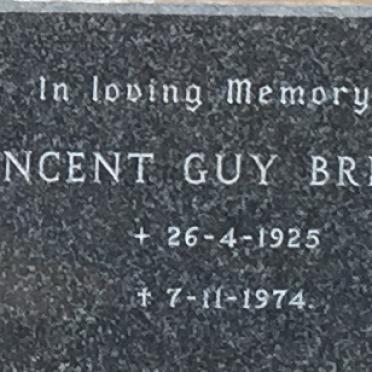 In loving Memory
NCENT GUY BR
+ 26-4-1925
✝ 7-11-1974.